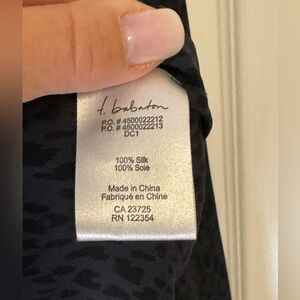 t. babaton
P.O. # 4500022212
P.O. # 4500022213
DC1
100% Silk
100% Soie
Made in China
Fabriqué en Chine
CA 23725
RN 122354